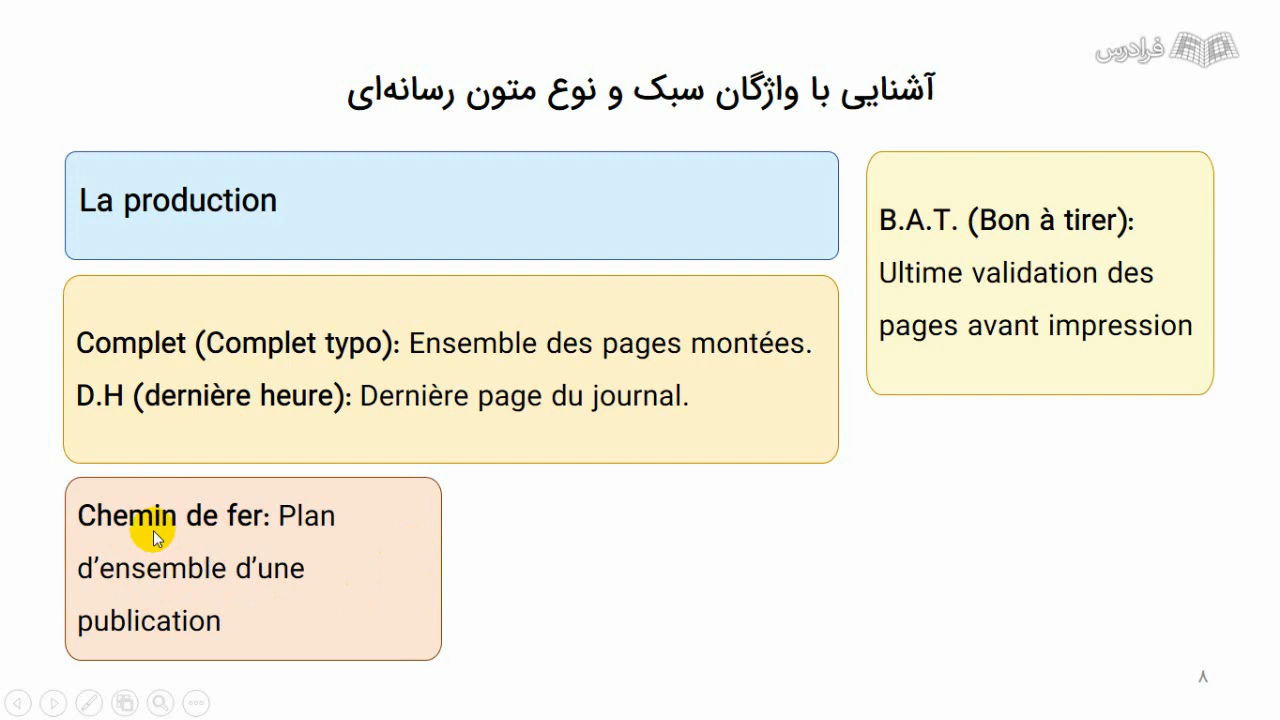 فرادرس
آشنایی با واژگان سبک و نوع متون رسانه‌ای
La production
B.A.T. (Bon à tirer):
Ultime validation des
pages avant impression
Complet (Complet typo): Ensemble des pages montées.
D.H (dernière heure): Dernière page du journal.
Chemin de fer: Plan
d’ensemble d’une
publication
۸